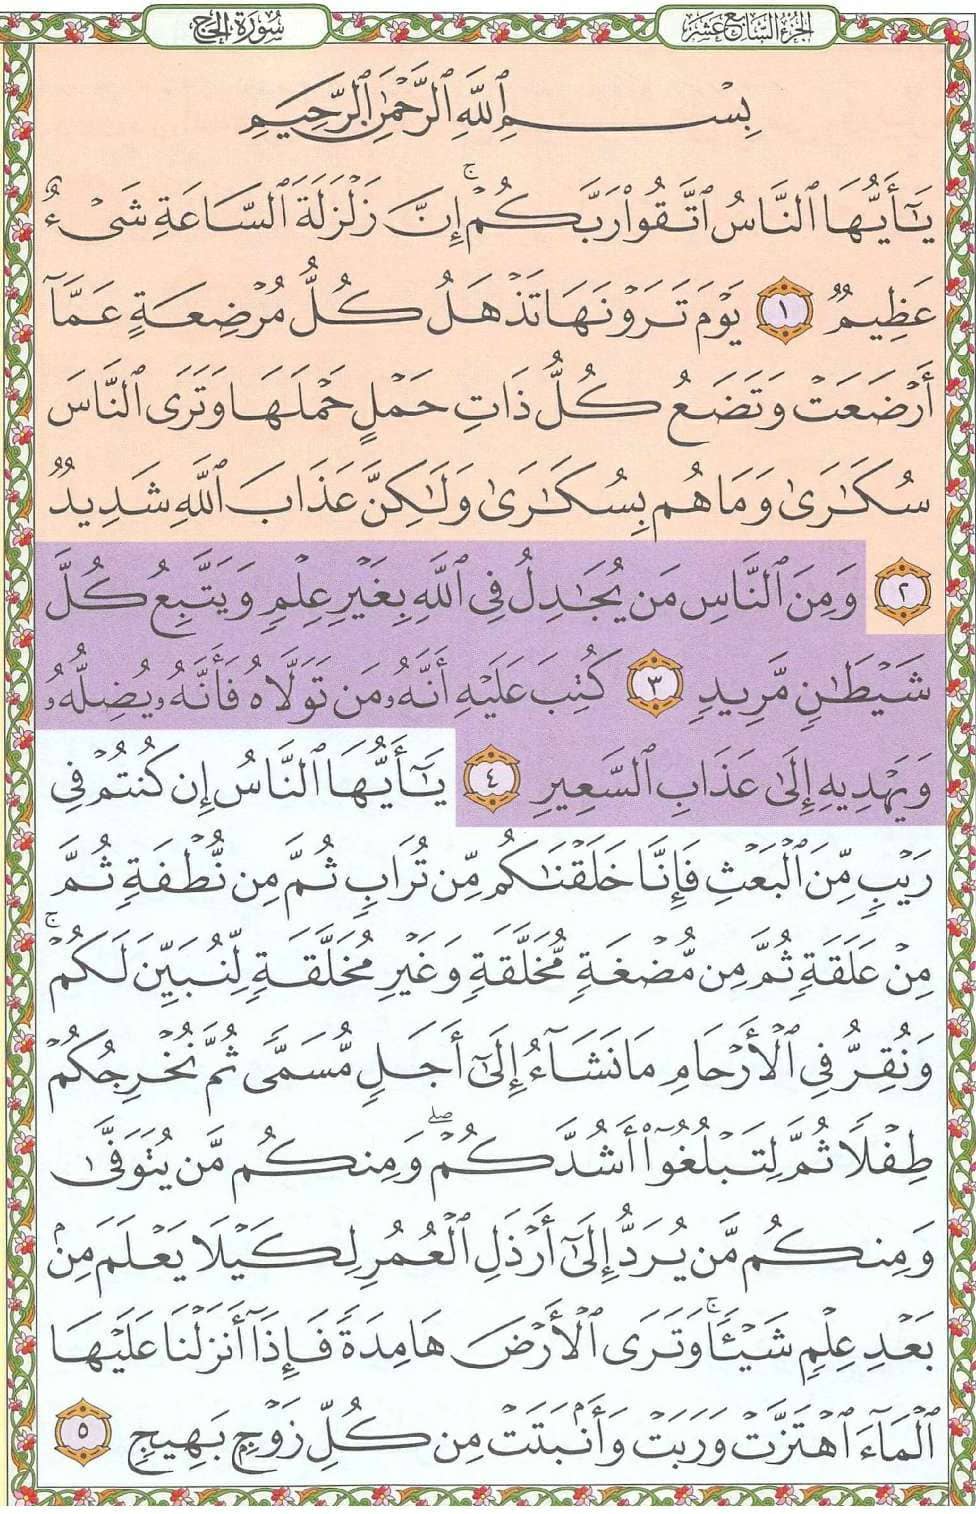 الجزء السابع عشر
سورة الحج
بِسْمِ ٱللَّهِ ٱلرَّحْمَٰنِ ٱلرَّحِيمِ
يَٰٓأَيُّهَا ٱلنَّاسُ ٱتَّقُوا۟ رَبَّكُمْ ۚ إِنَّ زَلْزَلَةَ ٱلسَّاعَةِ شَىْءٌ
عَظِيمٌ ١ يَوْمَ تَرَوْنَهَا تَذْهَلُ كُلُّ مُرْضِعَةٍ عَمَّآ
أَرْضَعَتْ وَتَضَعُ كُلُّ ذَاتِ حَمْلٍ حَمْلَهَا وَتَرَى ٱلنَّاسَ
سُكَٰرَىٰ وَمَا هُم بِسُكَٰرَىٰ وَلَٰكِنَّ عَذَابَ ٱللَّهِ شَدِيدٌ
٢ وَمِنَ ٱلنَّاسِ مَن يُجَٰدِلُ فِى ٱللَّهِ بِغَيْرِ عِلْمٍ وَيَتَّبِعُ كُلَّ
شَيْطَٰنٍ مَّرِيدٍ ٣ كُتِبَ عَلَيْهِ أَنَّهُۥ مَن تَوَلَّاهُ فَأَنَّهُۥ يُضِلُّهُۥ
وَيَهْدِيهِ إِلَىٰ عَذَابِ ٱلسَّعِيرِ ٤ يَٰٓأَيُّهَا ٱلنَّاسُ إِن كُنتُمْ فِى
رَيْبٍ مِّنَ ٱلْبَعْثِ فَإِنَّا خَلَقْنَٰكُم مِّن تُرَابٍ ثُمَّ مِن نُّطْفَةٍ ثُمَّ
مِنْ عَلَقَةٍ ثُمَّ مِن مُّضْغَةٍ مُّخَلَّقَةٍ وَغَيْرِ مُخَلَّقَةٍ لِّنُبَيِّنَ لَكُمْ ۚ
وَنُقِرُّ فِى ٱلْأَرْحَامِ مَا نَشَآءُ إِلَىٰٓ أَجَلٍ مُّسَمًّى ثُمَّ نُخْرِجُكُمْ
طِفْلًا ثُمَّ لِتَبْلُغُوٓا۟ أَشُدَّكُمْ ۖ وَمِنكُم مَّن يُتَوَفَّىٰ
وَمِنكُم مَّن يُرَدُّ إِلَىٰٓ أَرْذَلِ ٱلْعُمُرِ لِكَيْلَا يَعْلَمَ مِنۢ
بَعْدِ عِلْمٍ شَيْـًٔا ۚ وَتَرَى ٱلْأَرْضَ هَامِدَةً فَإِذَآ أَنزَلْنَا عَلَيْهَا
ٱلْمَآءَ ٱهْتَزَّتْ وَرَبَتْ وَأَنۢبَتَتْ مِن كُلِّ زَوْجٍۭ بَهِيجٍ ٥